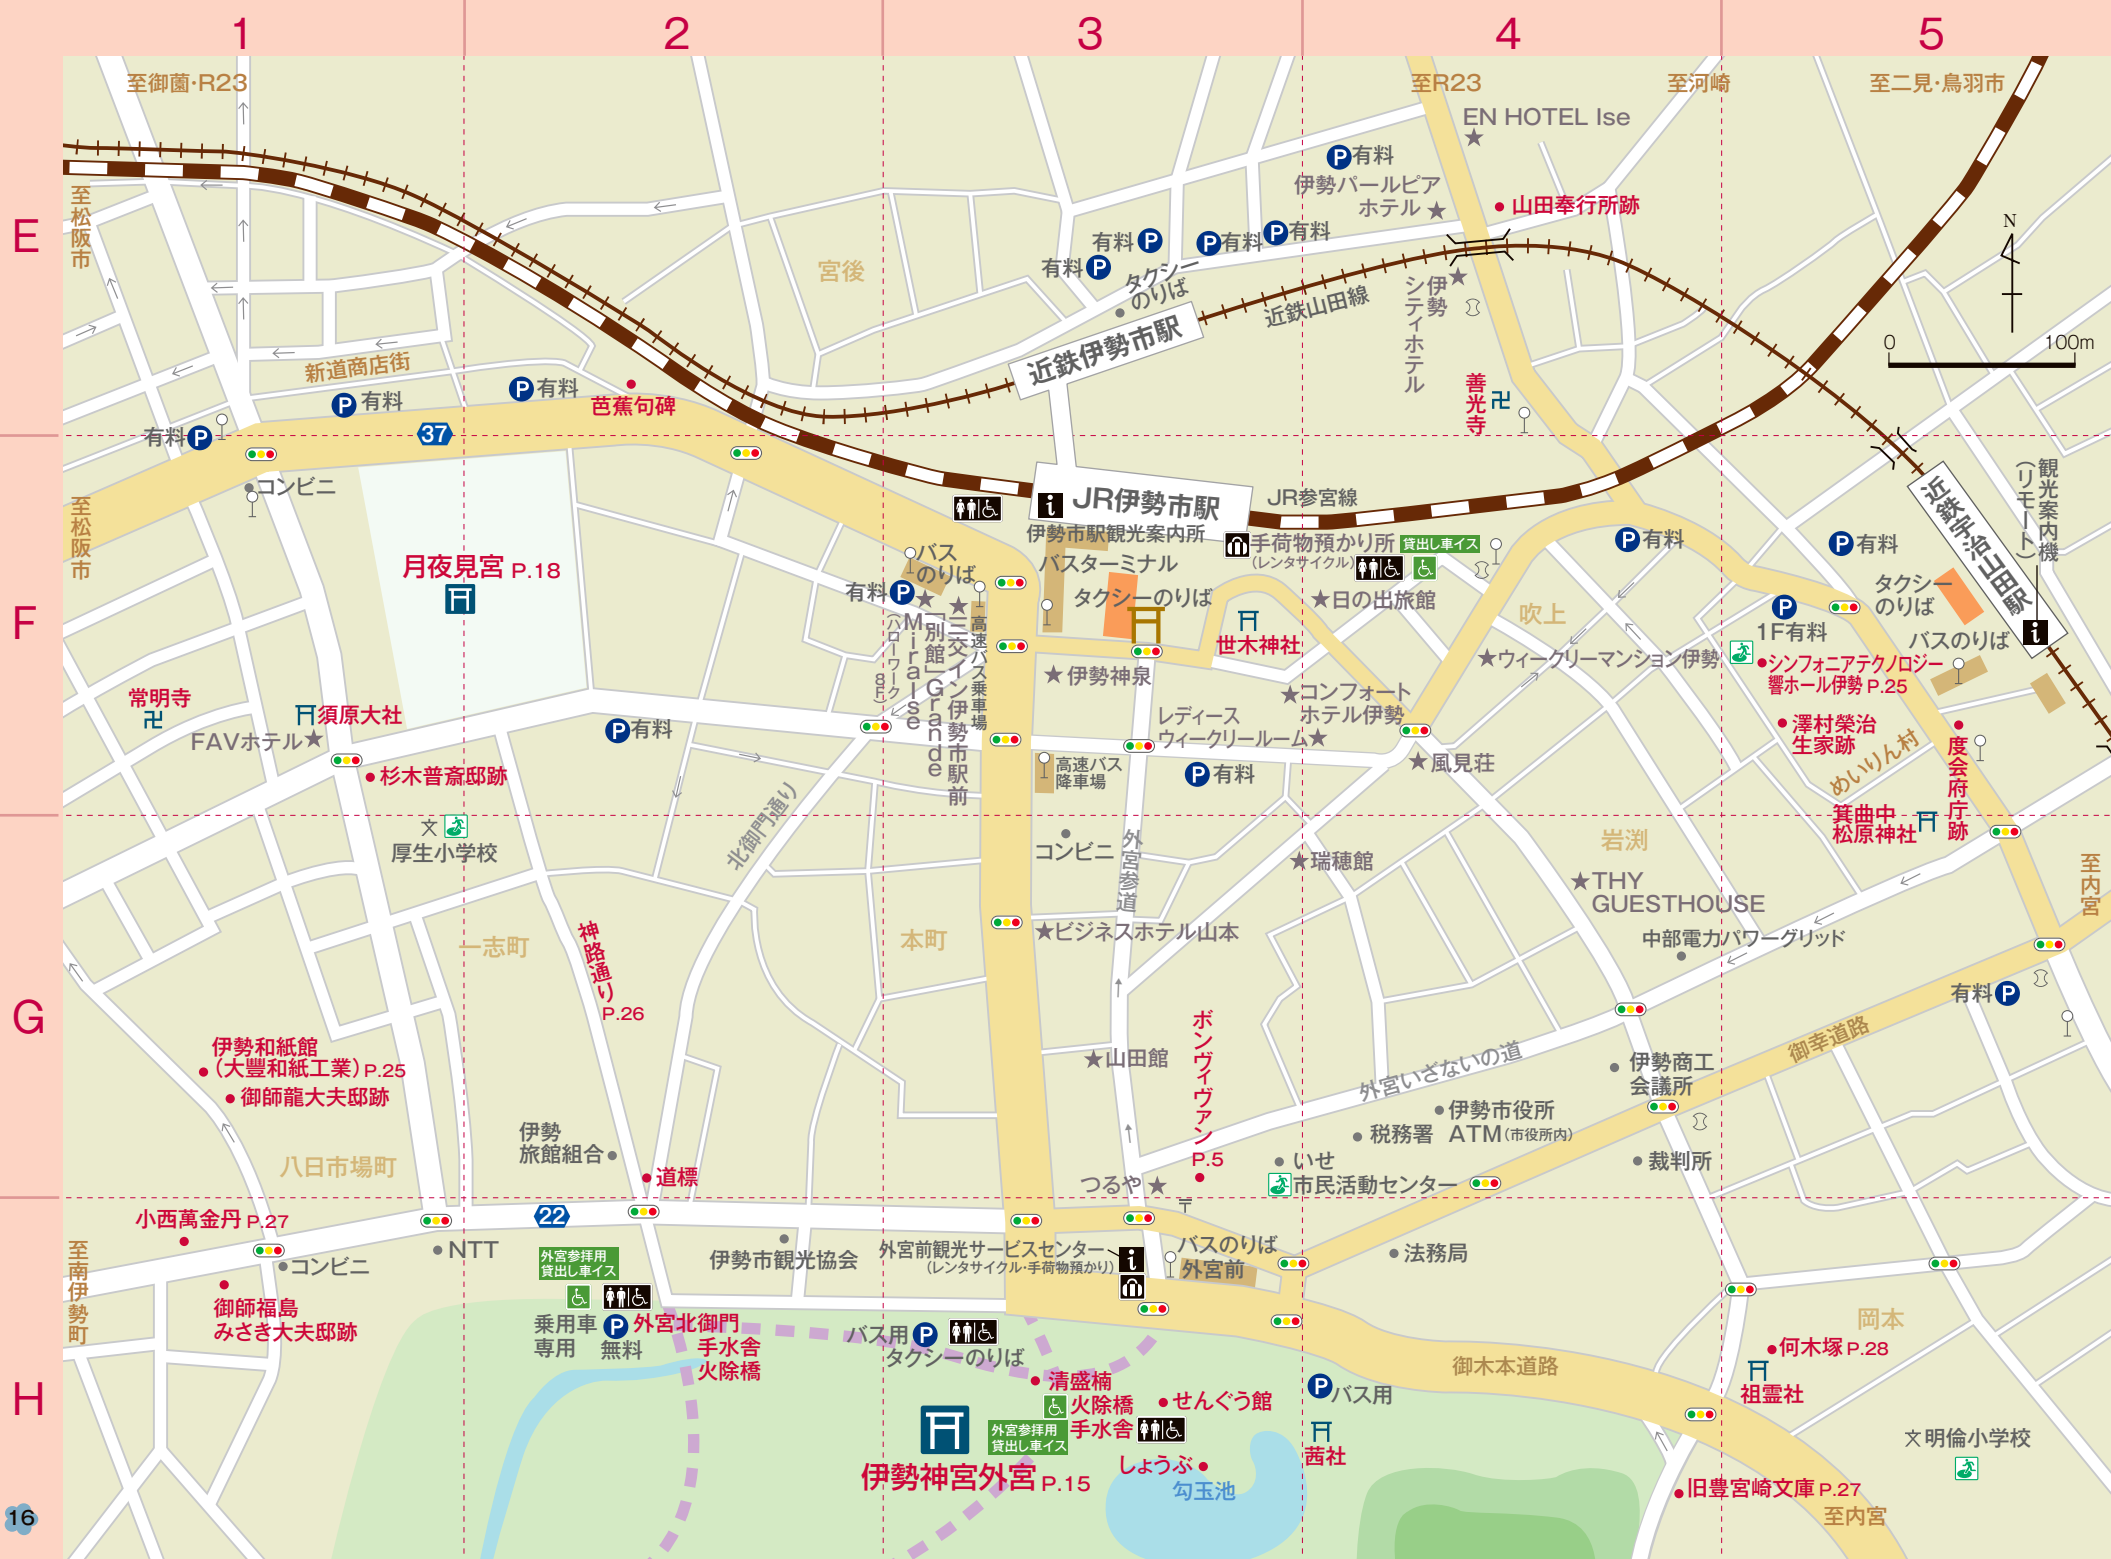 1
2
3
4
5
E
F
G
H
至御薗·R23
至R23
至河崎
至二見·鳥羽市
EN HOTEL Ise
P有料
伊勢パールピア
ホテル
山田奉行所跡
至松阪市
宮後
有料P
P有料
P有料
有料P
タクシー
のりば
近鉄伊勢市駅
近鉄山田線
伊勢
シティホテル
N
0
100m
新道商店街
P有料
P有料
芭蕉句碑
善光寺
有料P
37
コンビニ
至松阪市
月夜見宮 P.18
JR伊勢市駅
JR参宮線
伊勢市駅観光案内所
手荷物預かり所
(レンタサイクル)
貸出し車イス
バス
のりば
バスターミナル
タクシーのりば
有料P
三交イン伊勢市駅前
「別館」Grande
Miraise
(ハローワーク8F)
高速バス乗車場
世木神社
日の出旅館
吹上
P有料
P有料
近鉄宇治山田駅
観光案内機
(リモート)
タクシー
のりば
P
1F有料
バスのりば
ウィークリーマンション伊勢
シンフォニアテクノロジー
響ホール伊勢 P.25
伊勢神泉
コンフォート
ホテル伊勢
レディース
ウィークリールーム
常明寺
須原大社
FAVホテル
杉木普斎邸跡
P有料
高速バス
降車場
P有料
風見荘
澤村榮治
生家跡
めいりん村
度会府庁跡
箕曲中
松原神社
文
厚生小学校
北御門通り
コンビニ
外宮参道
瑞穂館
岩渕
THY
GUESTHOUSE
至内宮
中部電力パワーグリッド
一志町
神路通り
P.26
本町
ビジネスホテル山本
有料P
御幸道路
伊勢和紙館
(大豐和紙工業)P.25
御師龍大夫邸跡
山田館
ボンヴィヴァン
P.5
外宮いざないの道
伊勢商工
会議所
伊勢市役所
税務署 ATM(市役所内)
八日市場町
伊勢
旅館組合
道標
つるや
いせ
市民活動センター
裁判所
小西萬金丹 P.27
至南伊勢町
NTT
22
コンビニ
外宮参拝用
貸出し車イス
伊勢市観光協会
外宮前観光サービスセンター
(レンタサイクル·手荷物預かり)
バスのりば
外宮前
法務局
御師福島
みさき大夫邸跡
乗用車
専用
P
無料
外宮北御門
手水舎
火除橋
バス用P
タクシーのりば
清盛楠
火除橋
手水舎
外宮参拝用
貸出し車イス
せんぐう館
伊勢神宮外宮 P.15
しょうぶ
勾玉池
P
バス用
茜社
御木本道路
岡本
何木塚 P.28
祖霊社
文明倫小学校
旧豊宮崎文庫 P.27
至内宮
16